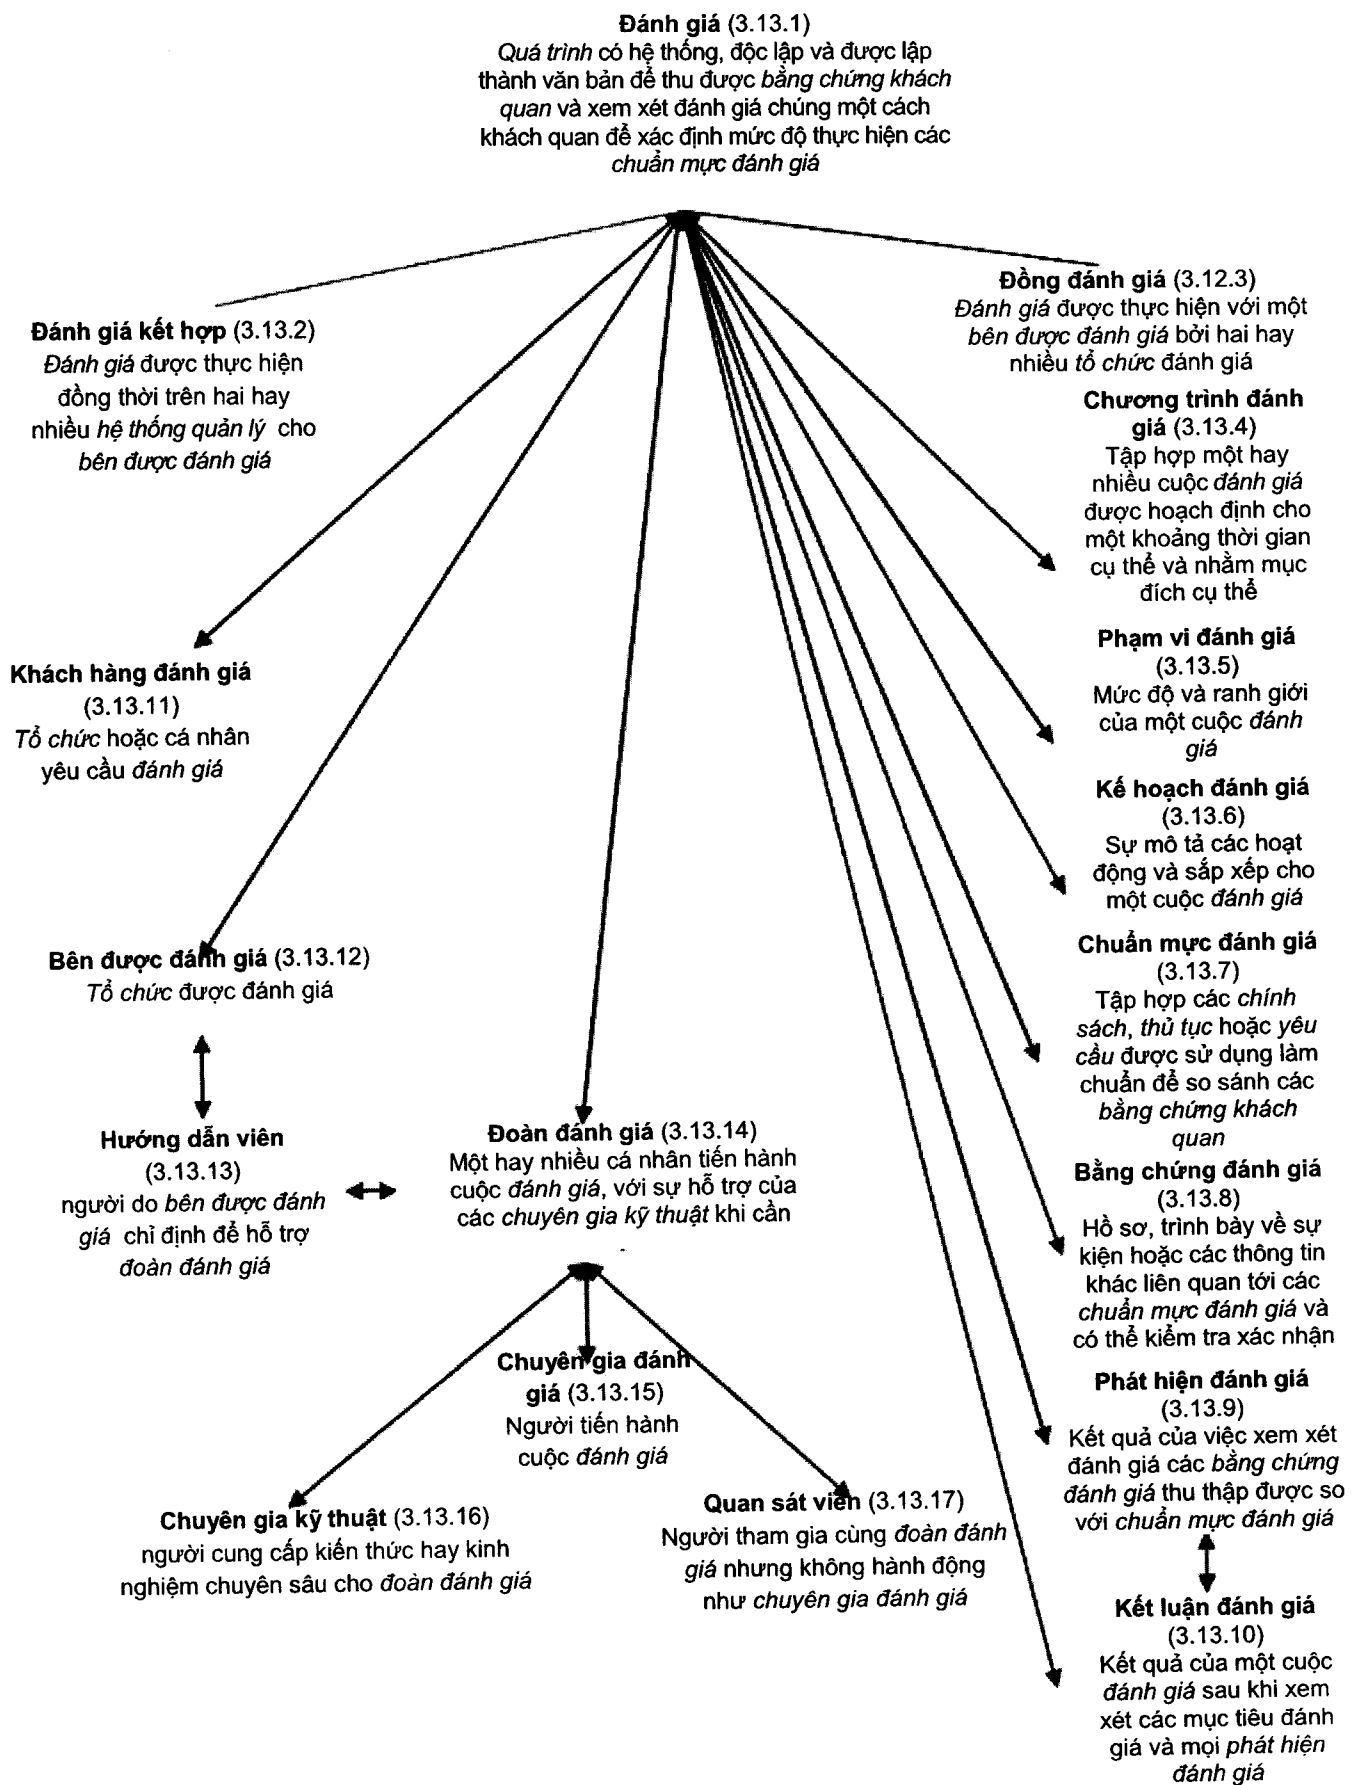 Đánh giá (3.13.1)
Quá trình có hệ thống, độc lập và được lập
thành văn bản để thu được bằng chứng khách
quan và xem xét đánh giá chúng một cách
khách quan để xác định mức độ thực hiện các
chuẩn mực đánh giá
Đánh giá kết hợp (3.13.2)
Đánh giá được thực hiện
đồng thời trên hai hay
nhiều hệ thống quản lý cho
bên được đánh giá
Đồng đánh giá (3.12.3)
Đánh giá được thực hiện với một
bên được đánh giá bởi hai hay
nhiều tổ chức đánh giá
Chương trình đánh
giá (3.13.4)
Tập hợp một hay
nhiều cuộc đánh giá
được hoạch định cho
một khoảng thời gian
cụ thể và nhằm mục
đích cụ thể
Phạm vi đánh giá
(3.13.5)
Mức độ và ranh giới
của một cuộc đánh
giá
Kế hoạch đánh giá
(3.13.6)
Sự mô tả các hoạt
động và sắp xếp cho
một cuộc đánh giá
Chuẩn mực đánh giá
(3.13.7)
Tập hợp các chính
sách, thủ tục hoặc yêu
cầu được sử dụng làm
chuẩn để so sánh các
bằng chứng khách
quan
Bằng chứng đánh giá
(3.13.8)
Hồ sơ, trình bày về sự
kiện hoặc các thông tin
khác liên quan tới các
chuẩn mực đánh giá và
có thể kiểm tra xác nhận
Phát hiện đánh giá
(3.13.9)
Kết quả của việc xem xét
đánh giá các bằng chứng
đánh giá thu thập được so
với chuẩn mực đánh giá
Kết luận đánh giá
(3.13.10)
Kết quả của một cuộc
đánh giá sau khi xem
xét các mục tiêu đánh
giá và mọi phát hiện
đánh giá
Khách hàng đánh giá
(3.13.11)
Tổ chức hoặc cá nhân
yêu cầu đánh giá
Bên được đánh giá (3.13.12)
Tổ chức được đánh giá
Hướng dẫn viên
(3.13.13)
người do bên được đánh
giá chỉ định để hỗ trợ
đoàn đánh giá
Đoàn đánh giá (3.13.14)
Một hay nhiều cá nhân tiến hành
cuộc đánh giá, với sự hỗ trợ của
các chuyên gia kỹ thuật khi cần
Chuyên gia đánh
giá (3.13.15)
Người tiến hành
cuộc đánh giá
Chuyên gia kỹ thuật (3.13.16)
người cung cấp kiến thức hay kinh
nghiệm chuyên sâu cho đoàn đánh giá
Quan sát viên (3.13.17)
Người tham gia cùng đoàn đánh
giá nhưng không hành động
như chuyên gia đánh giá